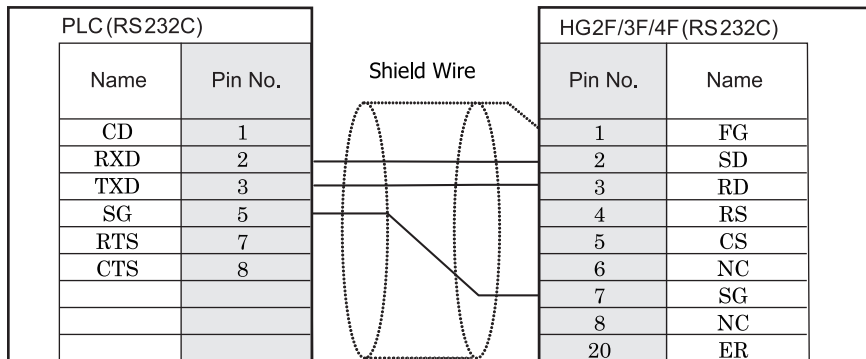 PLC(RS232C) HG2F/3F/4F(RS232C)
Name Pin No. Shield Wire Pin No. Name
CD 1 1 FG
RXD 2 2 SD
TXD 3 3 RD
SG 5 4 RS
RTS 7 5 CS
CTS 8 6 NC
7 SG
8 NC
20 ER